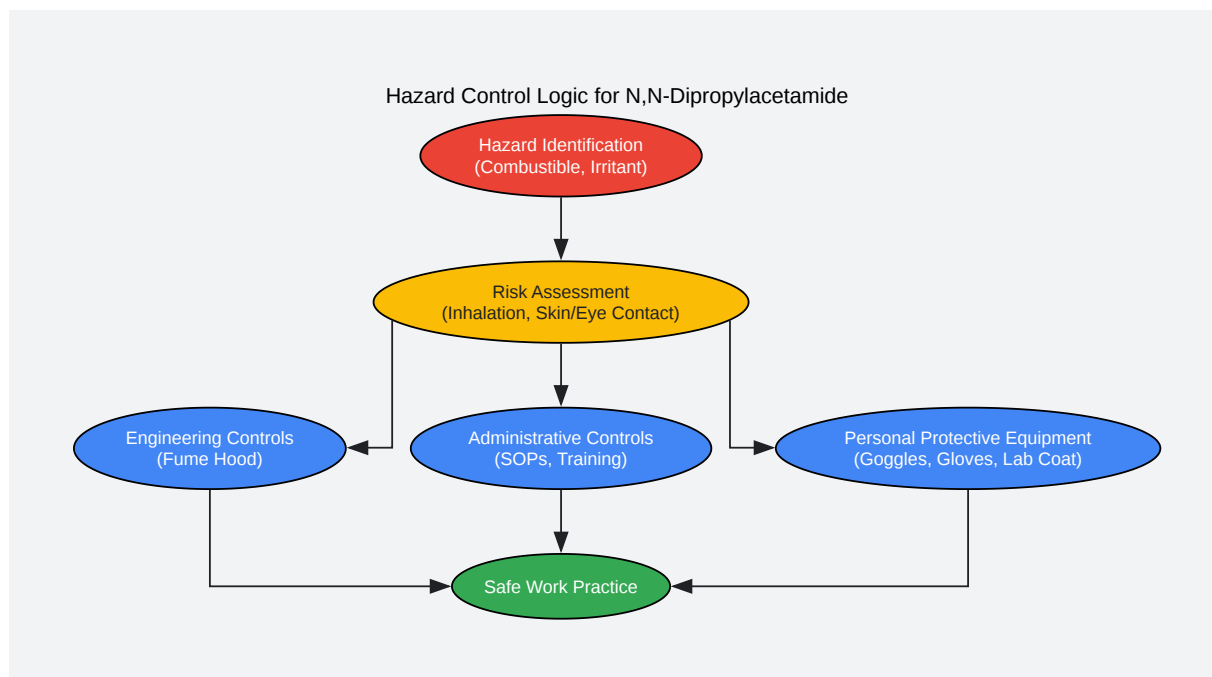 Hazard Control Logic for N,N-Dipropylacetamide
Hazard Identification
(Combustible, Irritant)
Risk Assessment
(Inhalation, Skin/Eye Contact)
Engineering Controls
(Fume Hood)
Administrative Controls
(SOPs, Training)
Personal Protective Equipment
(Goggles, Gloves, Lab Coat)
Safe Work Practice